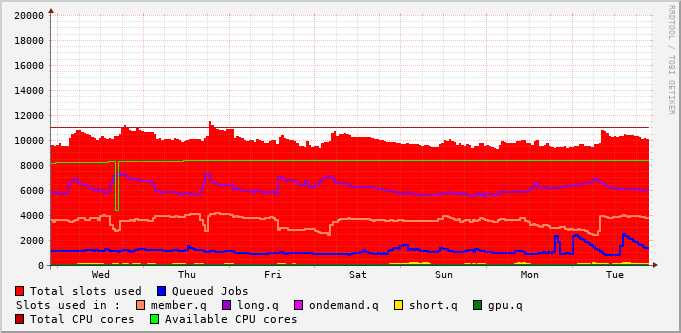 RRDTOOL / TOBI OETIKER
20000
18000
16000
14000
12000
10000
8000
6000
4000
2000
0
Wed Thu Fri Sat Sun Mon Tue
Total slots used Queued Jobs
Slots used in : member.q long.q ondemand.q short.q gpu.q
Total CPU cores Available CPU cores